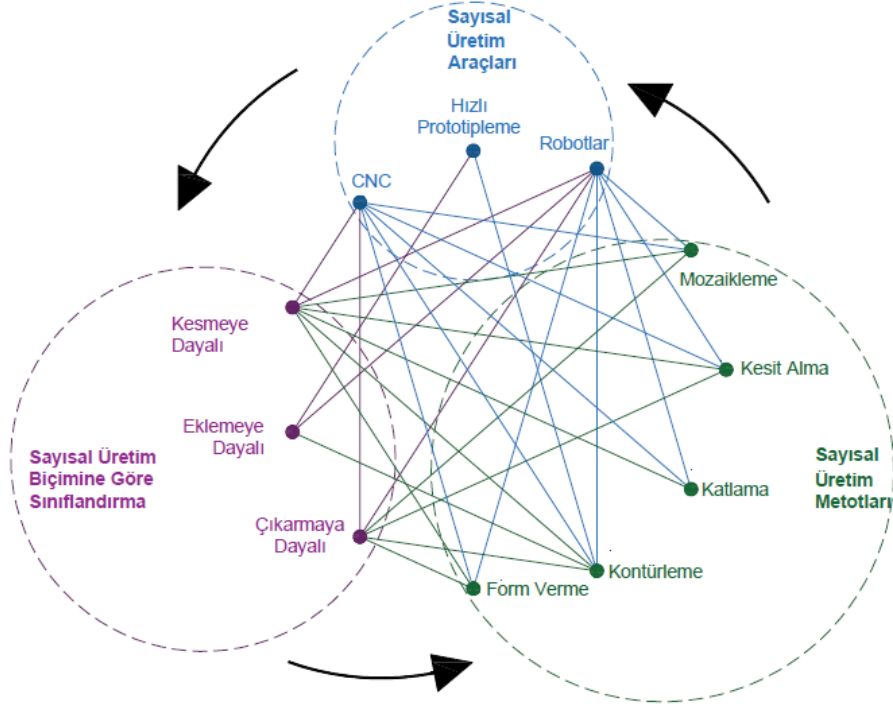 Sayısal
Üretim
Araçları
Hızlı
Prototipleme
Robotlar
CNC
Mozaikleme
Kesmeye
Dayalı
Kesit Alma
Eklemeye
Dayalı
Sayısal Üretim
Biçimine Göre
Sınıflandırma
Sayısal
Üretim
Metotları
Katlama
Çıkarmaya
Dayalı
Kontürleme
Form Verme